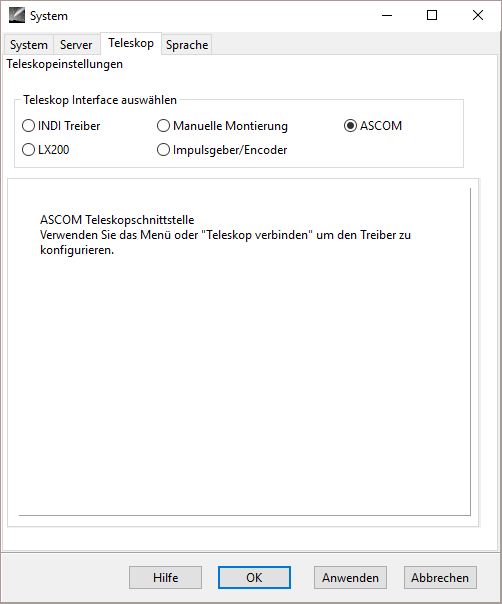 System
System Server Teleskop Sprache
Teleskopeinstellungen
Teleskop Interface auswählen
INDI Treiber Manuelle Montierung ASCOM
LX200 Impulsgeber/Encoder
ASCOM Teleskopschnittstelle
Verwenden Sie das Menü oder "Teleskop verbinden" um den Treiber zu
konfigurieren.
Hilfe OK Anwenden Abbrechen